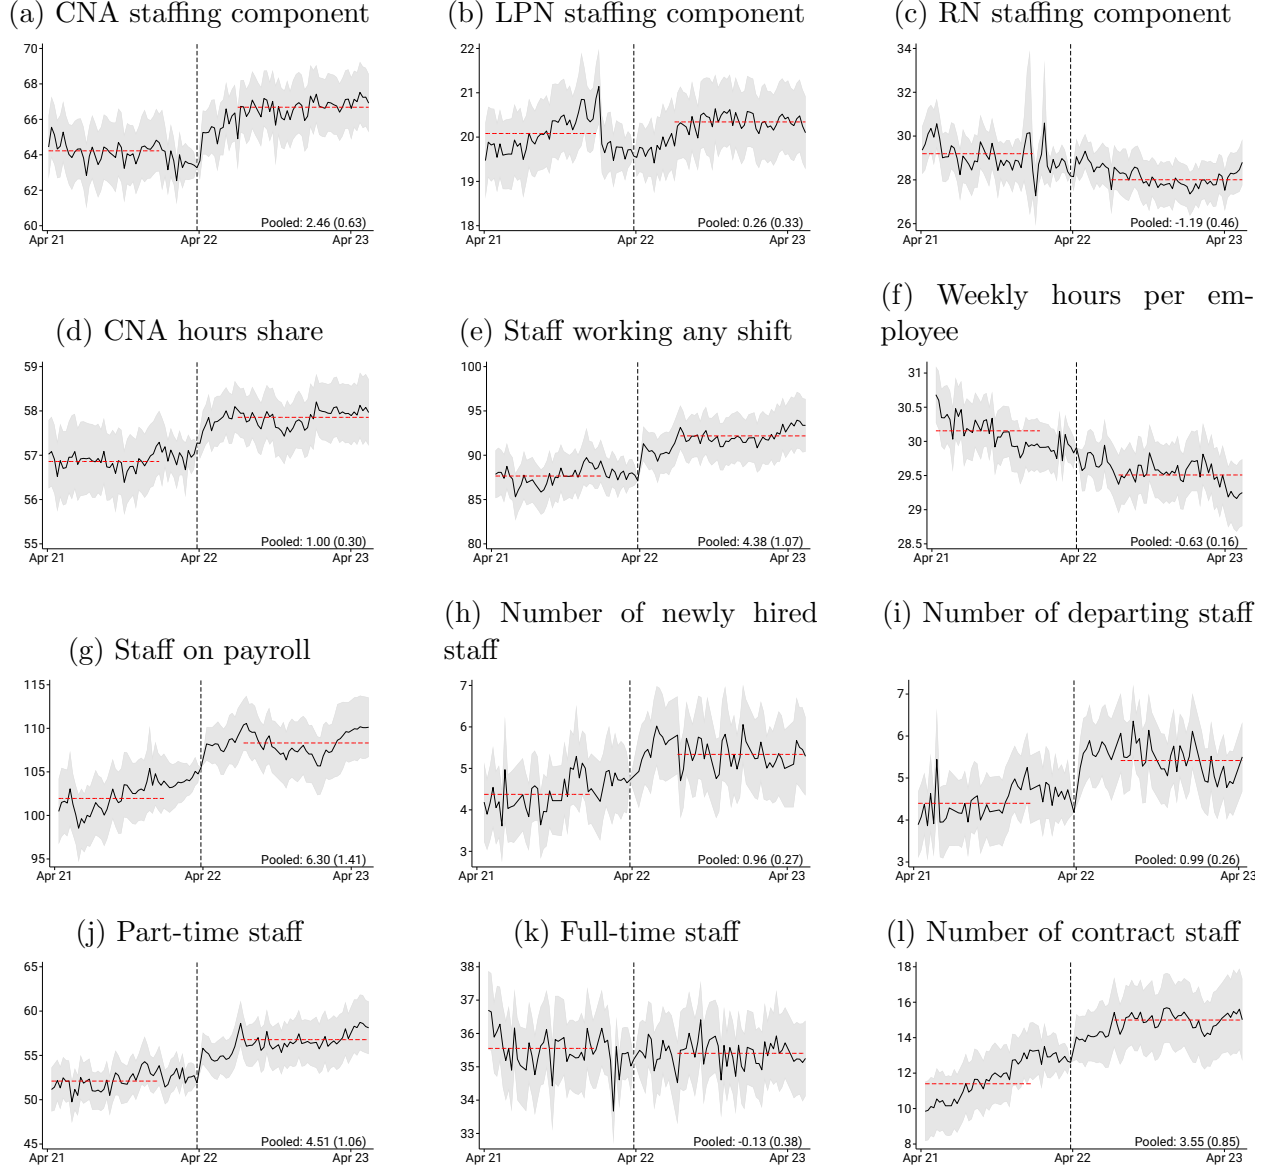 (a) CNA staffing component
(b) LPN staffing component
(c) RN staffing component
70
68
66
64
62
60
Pooled: 2.46 (0.63)
Apr 21
Apr 22
Apr 23
22
21
20
19
18
Pooled: 0.26 (0.33)
Apr 21
Apr 22
Apr 23
34
32
30
28
26
Pooled: -1.19 (0.46)
Apr 21
Apr 22
Apr 23
(d) CNA hours share
(e) Staff working any shift
(f) Weekly hours per em-
ployee
59
58
57
56
55
Pooled: 1.00 (0.30)
Apr 21
Apr 22
Apr 23
100
95
90
85
80
Pooled: 4.38 (1.07)
Apr 21
Apr 22
Apr 23
31
30.5
30
29.5
29
28.5
Pooled: -0.63 (0.16)
Apr 21
Apr 22
Apr 23
(g) Staff on payroll
(h) Number of newly hired
staff
(i) Number of departing staff
115
110
105
100
95
Pooled: 6.30 (1.41)
Apr 21
Apr 22
Apr 23
7
6
5
4
3
Pooled: 0.96 (0.27)
Apr 21
Apr 22
Apr 23
7
6
5
4
3
Pooled: 0.99 (0.26)
Apr 21
Apr 22
Apr 23
(j) Part-time staff
(k) Full-time staff
(l) Number of contract staff
65
60
55
50
45
Pooled: 4.51 (1.06)
Apr 21
Apr 22
Apr 23
38
37
36
35
34
33
Pooled: -0.13 (0.38)
Apr 21
Apr 22
Apr 23
18
16
14
12
10
8
Pooled: 3.55 (0.85)
Apr 21
Apr 22
Apr 23